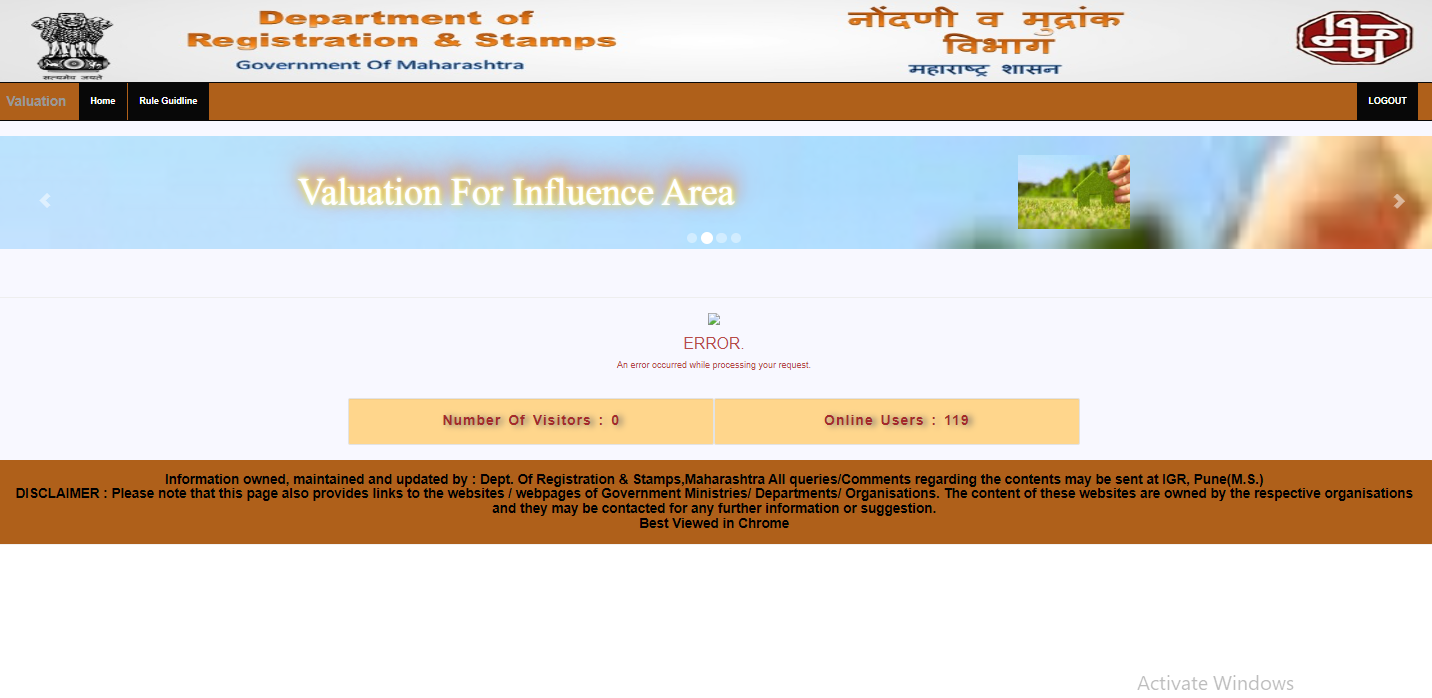 Department of
Registration & Stamps
Government Of Maharashtra
नोंदणी व मुद्रांक
विभाग
महाराष्ट्र शासन
सत्यमेव जयते
Valuation
Home
Rule Guidline
LOGOUT
Valuation For Influence Area
ERROR.
An error occurred while processing your request.
Number Of Visitors : 0
Online Users : 119
Information owned, maintained and updated by : Dept. Of Registration & Stamps,Maharashtra All queries/Comments regarding the contents may be sent at IGR, Pune(M.S.)
DISCLAIMER : Please note that this page also provides links to the websites / webpages of Government Ministries/ Departments/ Organisations. The content of these websites are owned by the respective organisations
and they may be contacted for any further information or suggestion.
Best Viewed in Chrome
Activate Windows